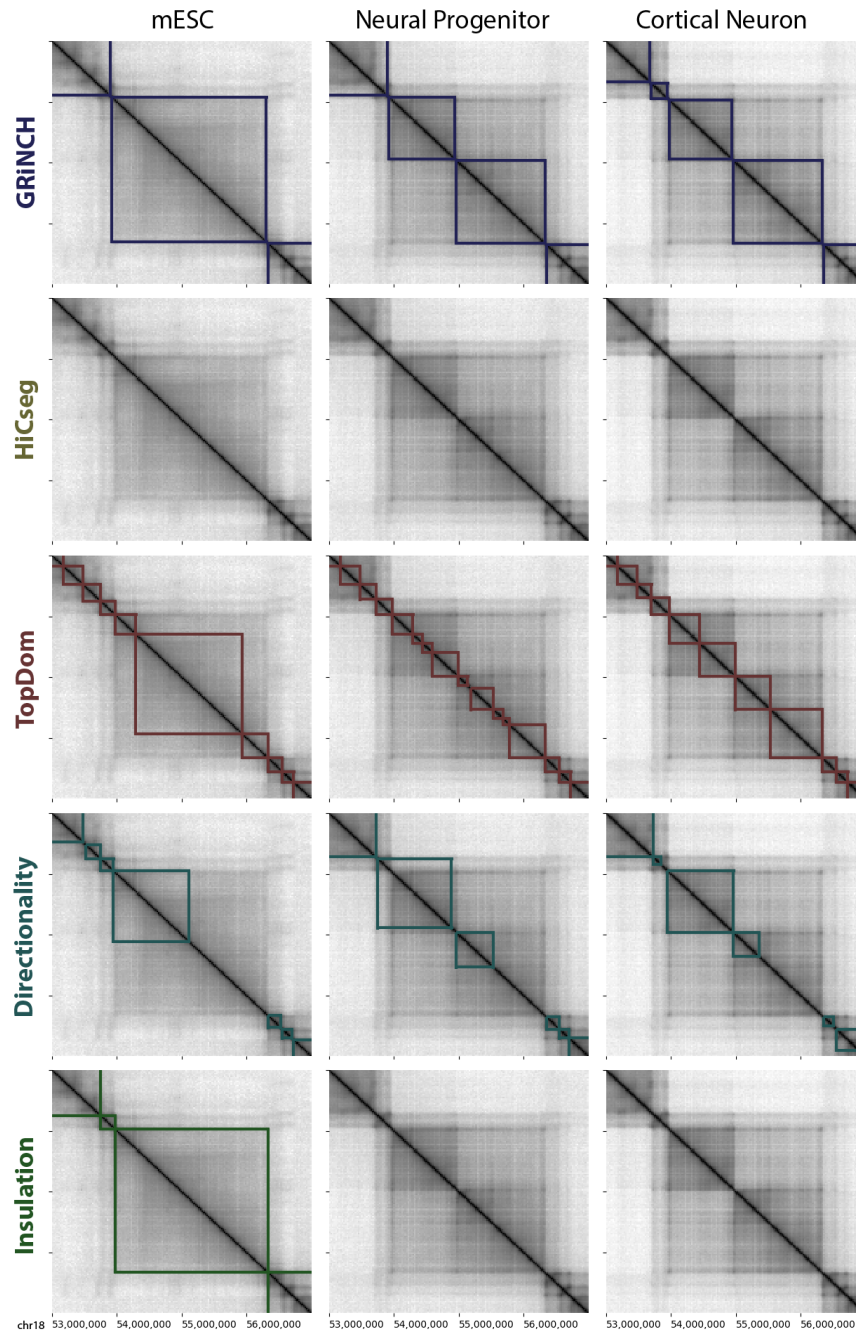 mESC Neural Progenitor Cortical Neuron
GRiNCH
HiCseg
TopDom
Directionality
Insulation
chr18 53,000,000 54,000,000 55,000,000 56,000,000 53,000,000 54,000,000 55,000,000 56,000,000 53,000,000 54,000,000 55,000,000 56,000,000